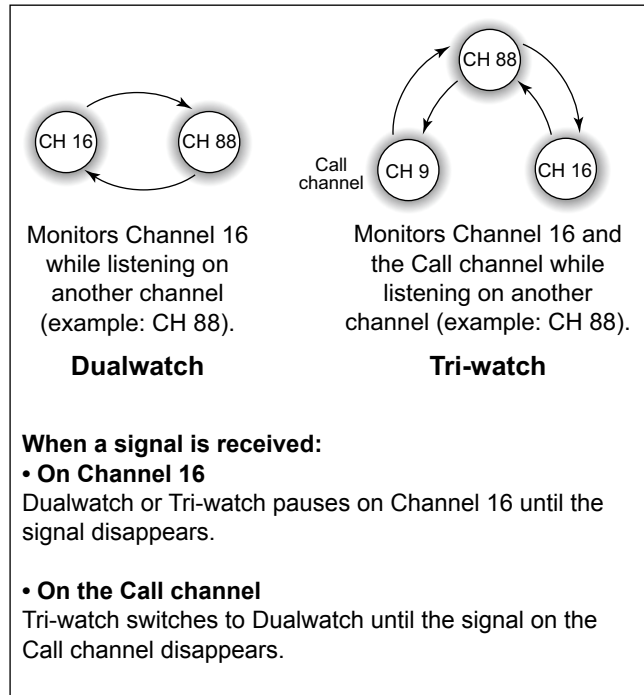 CH 16
CH 88
Monitors Channel 16
while listening on
another channel
(example: CH 88).
Dualwatch
CH 88
Call
channel
CH 9
CH 16
Monitors Channel 16 and
the Call channel while
listening on another
channel (example: CH 88).
Tri-watch
When a signal is received:
• On Channel 16
Dualwatch or Tri-watch pauses on Channel 16 until the
signal disappears.
• On the Call channel
Tri-watch switches to Dualwatch until the signal on the
Call channel disappears.